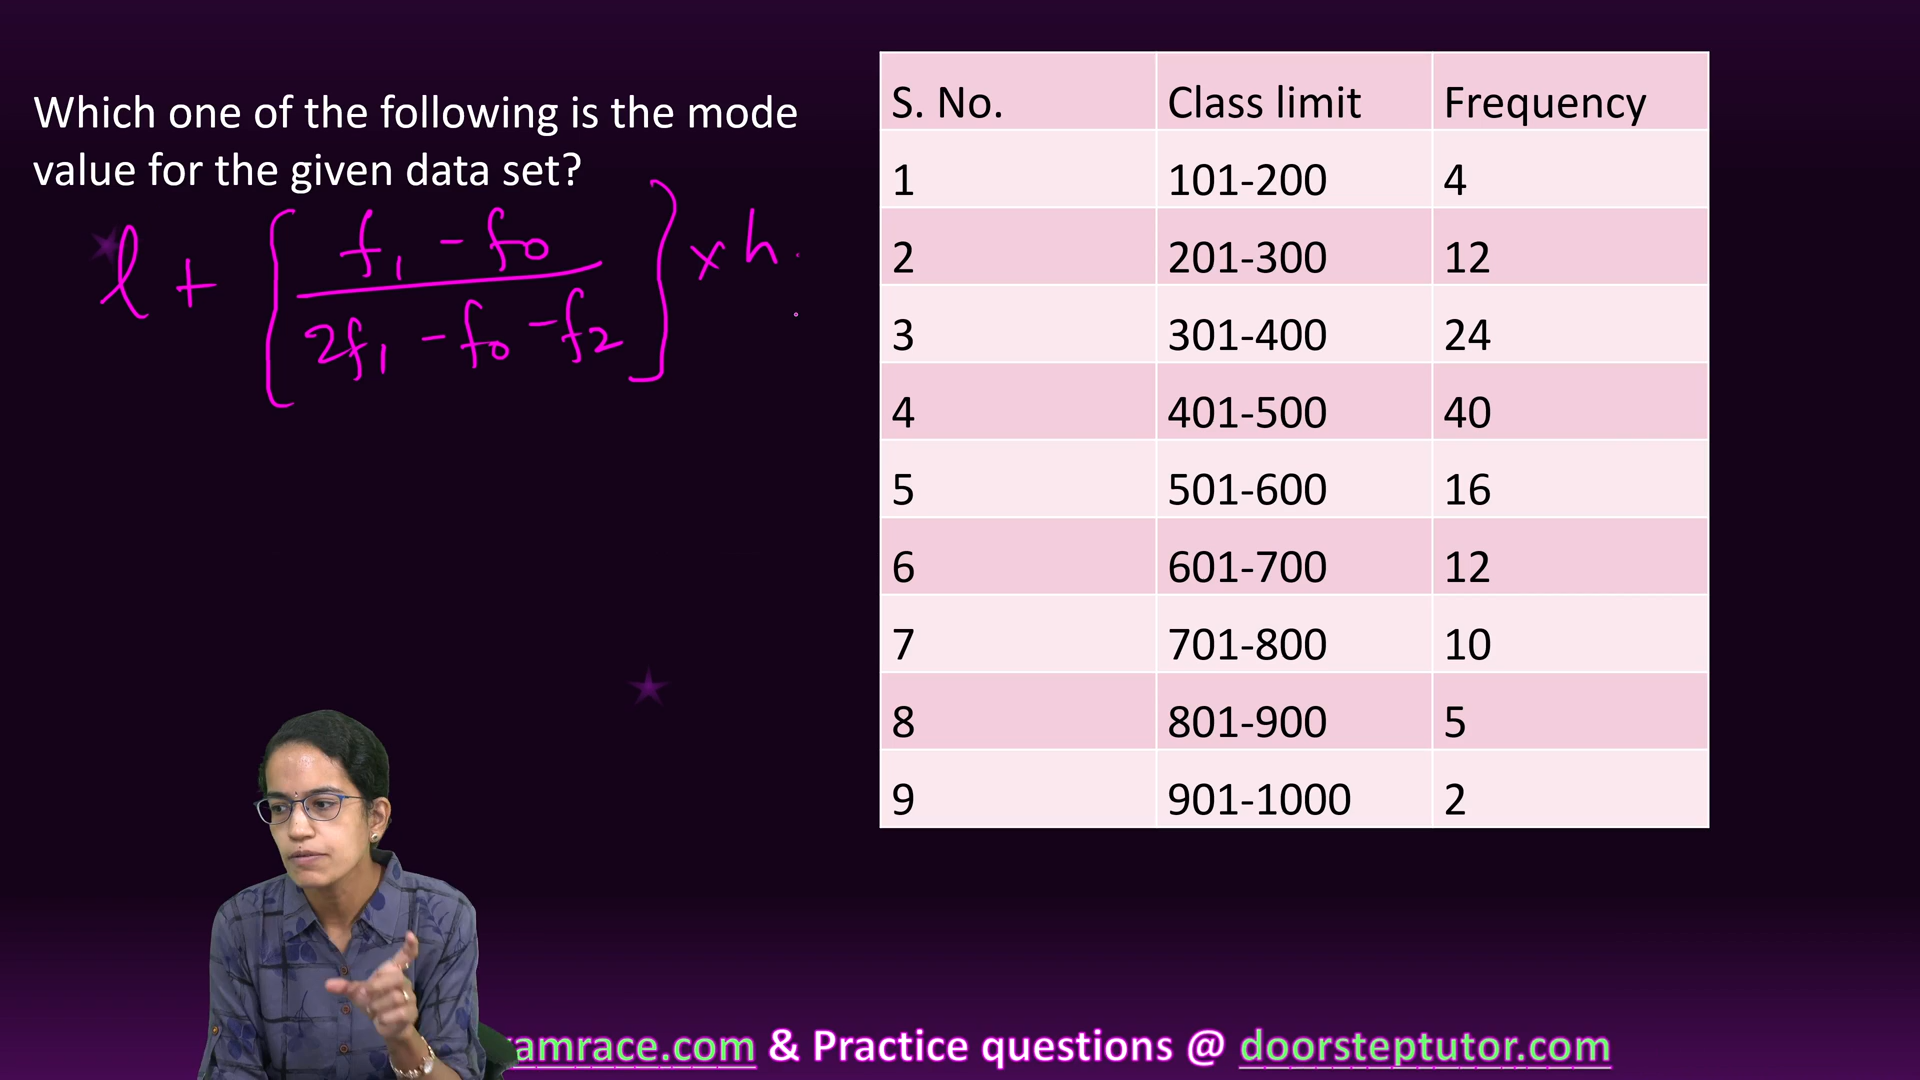 Which one of the following is the mode
value for the given data set?
l + [ f1 - f0 / 2f1 - f0 - f2 ] x h
S. No. Class limit Frequency
1 101-200 4
2 201-300 12
3 301-400 24
4 401-500 40
5 501-600 16
6 601-700 12
7 701-800 10
8 801-900 5
9 901-1000 2
amrace.com & Practice questions @ doorsteptutor.com